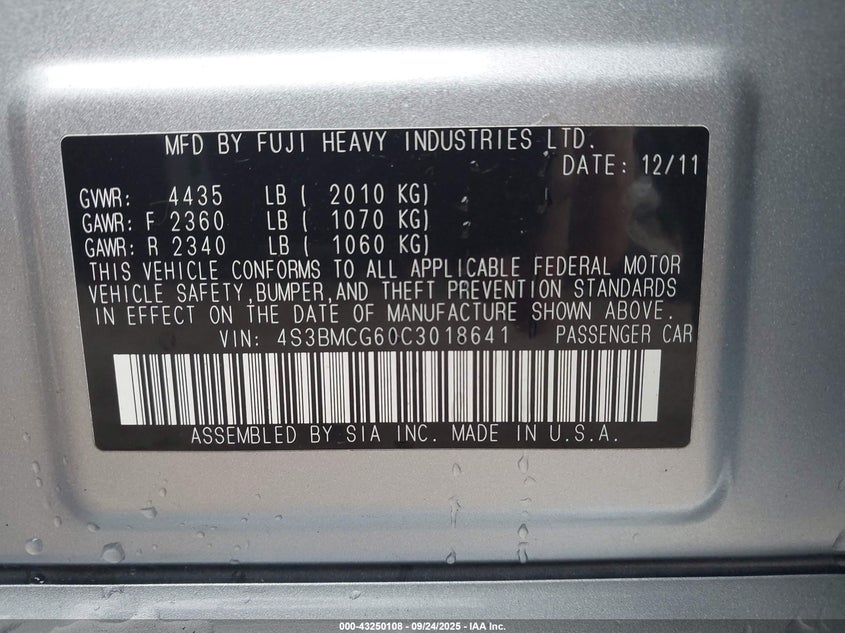 MFD BY FUJI HEAVY INDUSTRIES LTD.
DATE: 12/11
GVWR: 4435 LB ( 2010 KG)
GAWR: F 2360 LB ( 1070 KG)
GAWR: R 2340 LB ( 1060 KG)
THIS VEHICLE CONFORMS TO ALL APPLICABLE FEDERAL MOTOR
VEHICLE SAFETY,BUMPER,AND THEFT PREVENTION STANDARDS
IN EFFECT ON THE DATE OF MANUFACTURE SHOWN ABOVE.
VIN: 4S3BMCG60C3018641 PASSENGER CAR
ASSEMBLED BY SIA INC. MADE IN U.S.A.
000-43250108 - 09/24/2025 - IAA Inc.